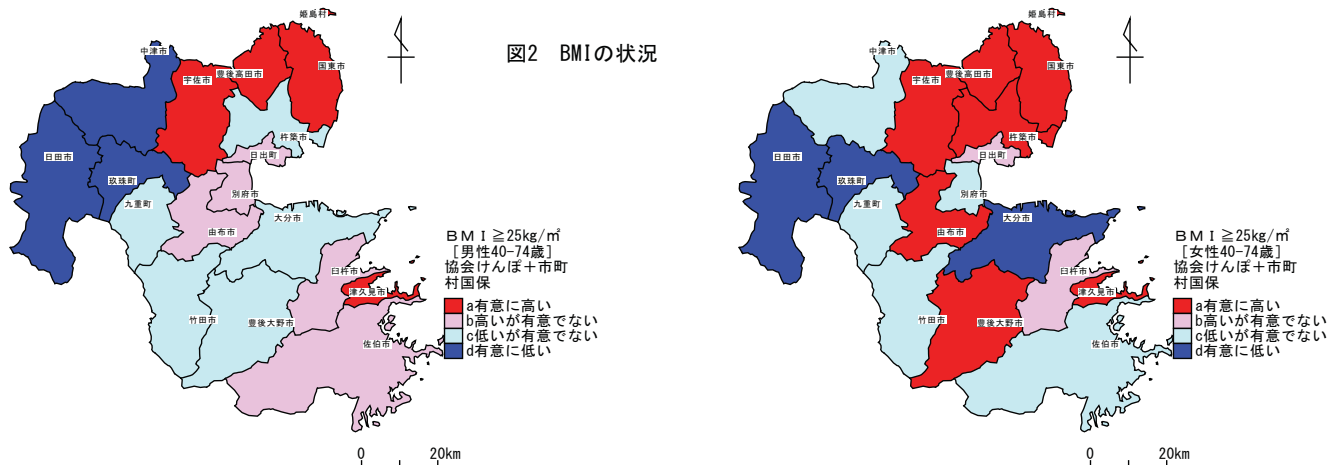 図2 BMIの状況
姫島村
中津市
宇佐市
豊後高田市
国東市
杵築市
日出町
日田市
玖珠町
別府市
九重町
由布市
大分市
臼杵市
津久見市
竹田市
豊後大野市
佐伯市
BMI≧25kg/㎡
[男性40-74歳]
協会けんぽ+市町
村国保
a有意に高い
b高いが有意でない
c低いが有意でない
d有意に低い
0 20km
姫島村
中津市
宇佐市
豊後高田市
国東市
杵築市
日出町
日田市
玖珠町
別府市
九重町
由布市
大分市
臼杵市
津久見市
竹田市
豊後大野市
佐伯市
BMI≧25kg/㎡
[女性40-74歳]
協会けんぽ+市町
村国保
a有意に高い
b高いが有意でない
c低いが有意でない
d有意に低い
0 20km